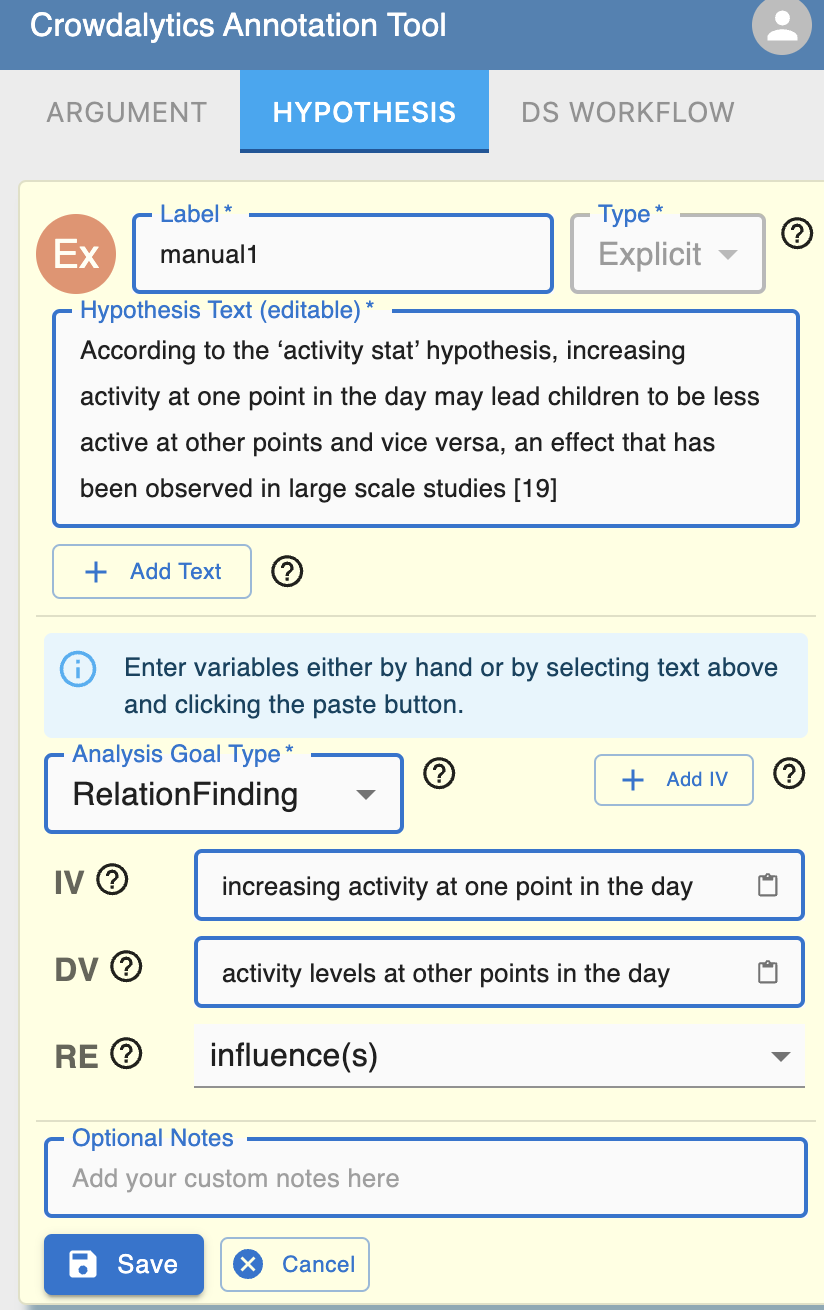 Crowdalytics Annotation Tool
ARGUMENT HYPOTHESIS DS WORKFLOW
Label *
Type *
Ex manual1 Explicit ?
Hypothesis Text (editable) *
According to the ‘activity stat’ hypothesis, increasing
activity at one point in the day may lead children to be less
active at other points and vice versa, an effect that has
been observed in large scale studies [19]
+ Add Text ?
i Enter variables either by hand or by selecting text above
and clicking the paste button.
Analysis Goal Type *
RelationFinding ? + Add IV ?
IV ? increasing activity at one point in the day
DV ? activity levels at other points in the day
RE ? influence(s)
Optional Notes
Add your custom notes here
Save Cancel